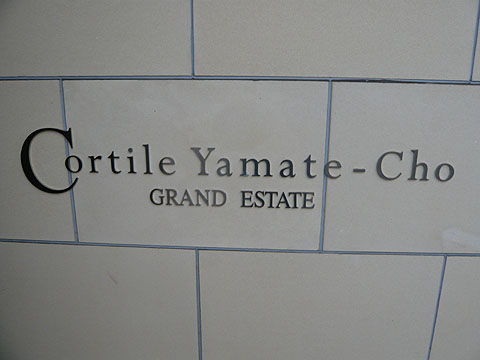 Cortile Yamate-Cho
GRAND ESTATE